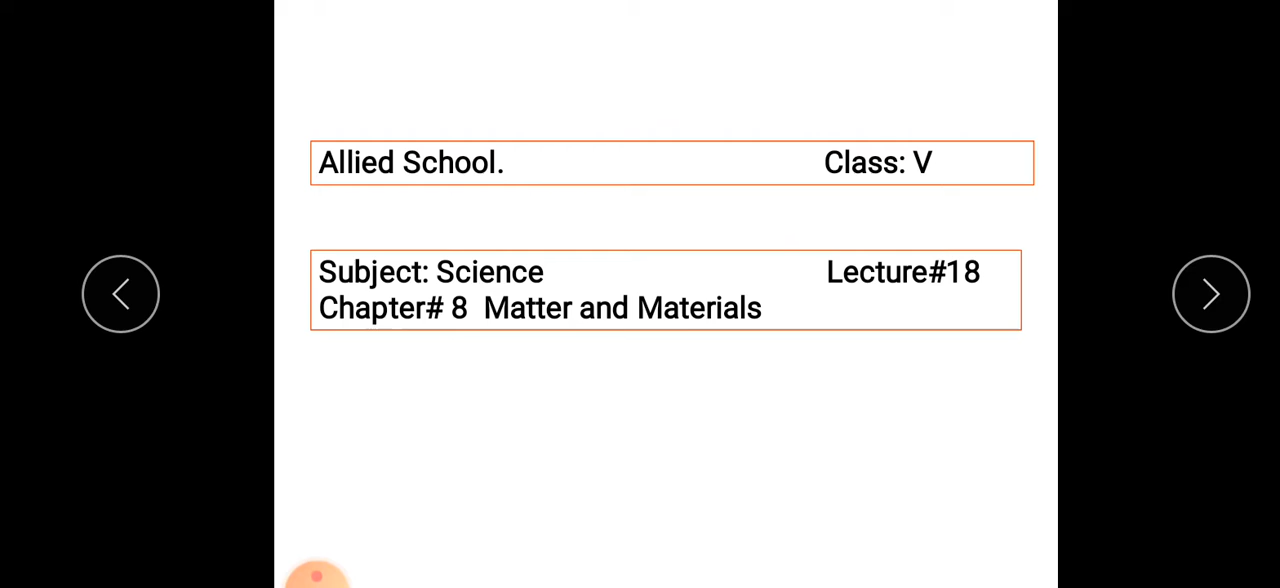 Allied School. Class: V
Subject: Science Lecture#18
Chapter# 8 Matter and Materials